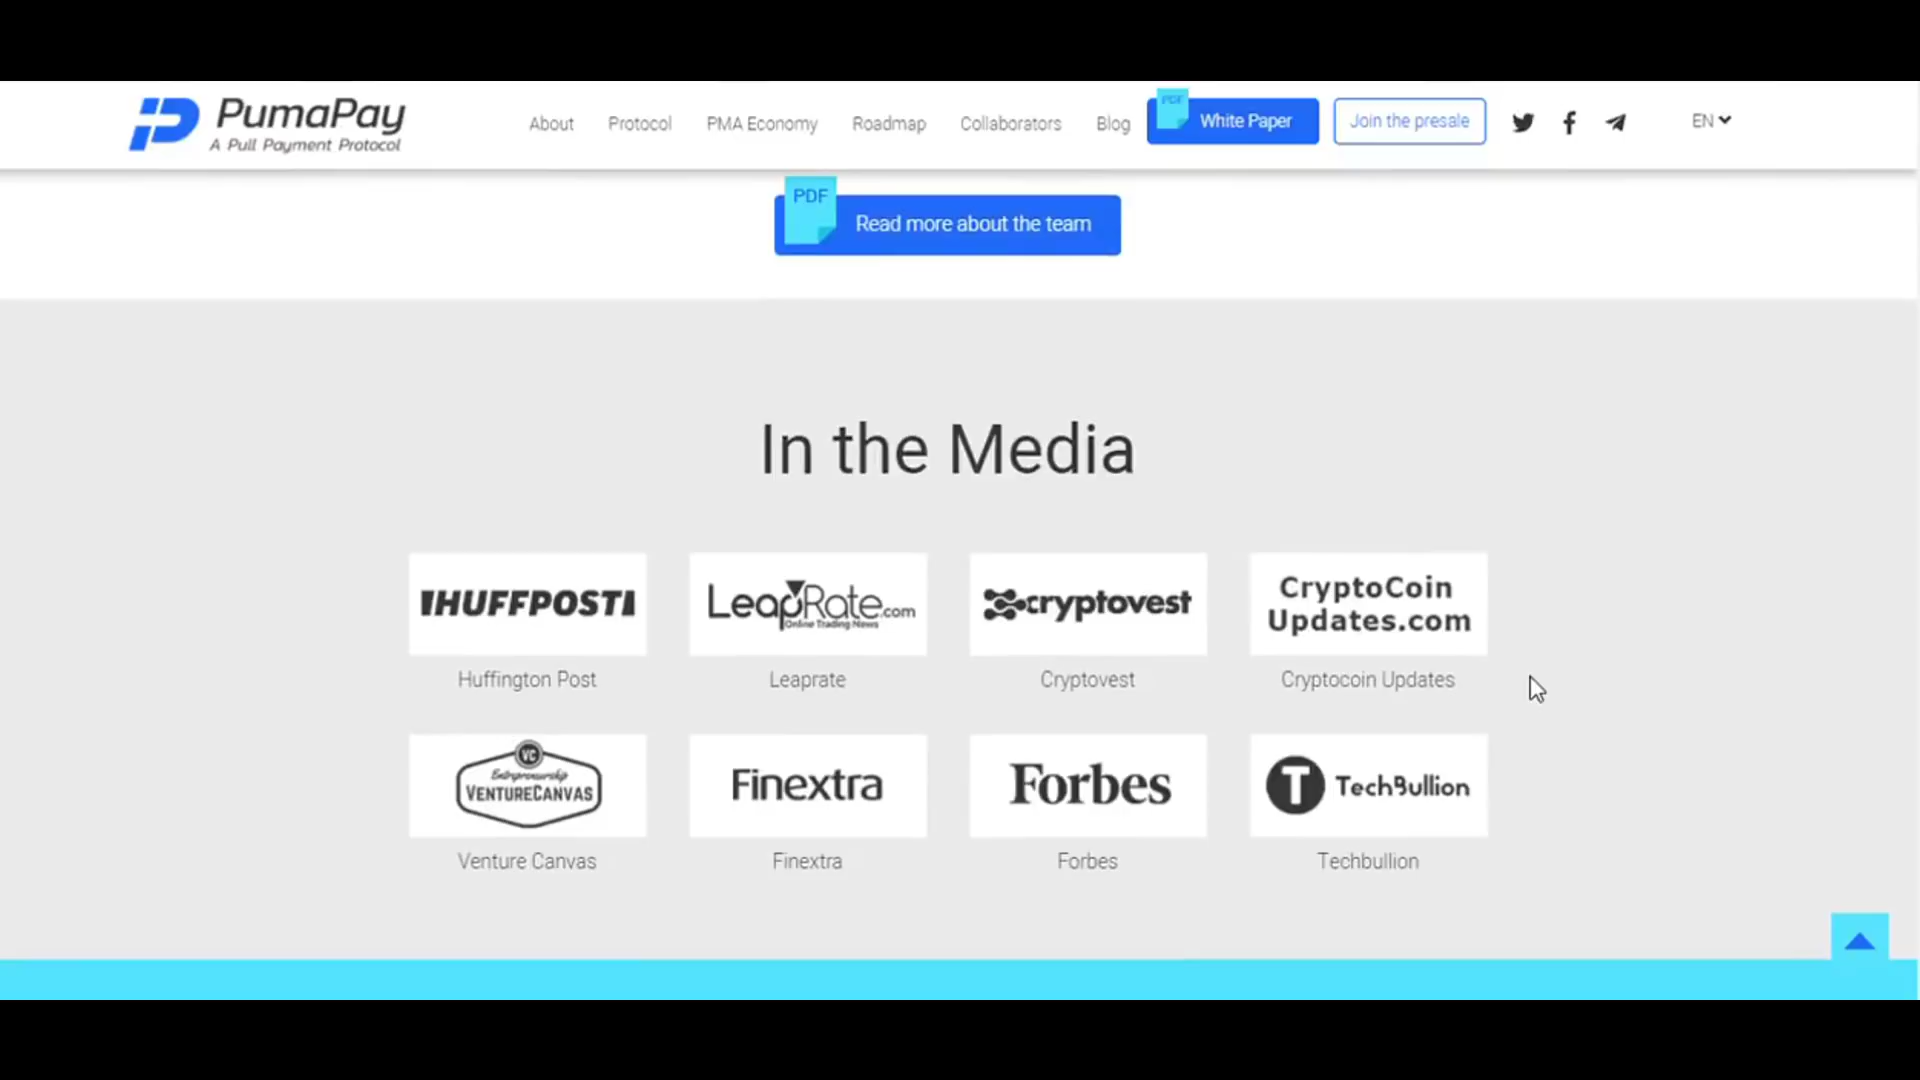 PumaPay
A Pull Payment Protocol
About Protocol PMA Economy Roadmap Collaborators Blog PDF White Paper Join the presale EN
PDF
Read more about the team
In the Media
HUFFPOST
LeapRate.com
Online Trading News
cryptovest
CryptoCoin
Updates.com
Huffington Post Leaprate Cryptovest Cryptocoin Updates
VC
Entrepreneurship
VENTURECANVAS
Finextra
Forbes
T TechBullion
Venture Canvas Finextra Forbes Techbullion